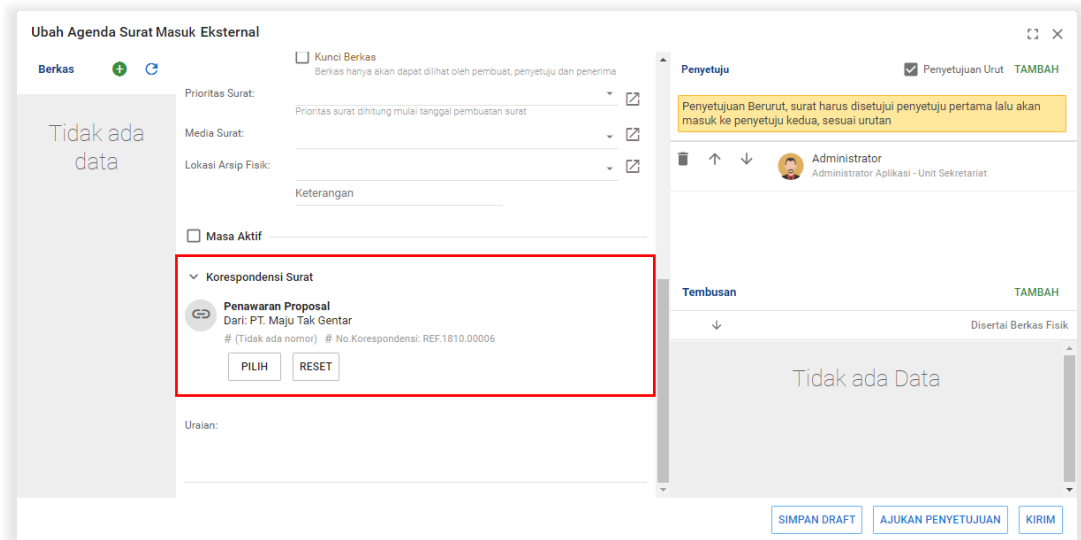 Ubah Agenda Surat Masuk Eksternal
Berkas
Tidak ada
data
Kunci Berkas
Berkas hanya akan dapat dilihat oleh pembuat, penyetuju dan penerima
Prioritas Surat:
Prioritas surat dihitung mulai tanggal pembuatan surat
Media Surat:
Lokasi Arsip Fisik:
Keterangan
Masa Aktif
Korespondensi Surat
Penawaran Proposal
Dari: PT. Maju Tak Gentar
# (Tidak ada nomor) # No.Korespondensi: REF.1810.00006
PILIH RESET
Uraian:
Penyetuju Penyetujuan Urut TAMBAH
Penyetujuan Berurut, surat harus disetujui penyetuju pertama lalu akan
masuk ke penyetuju kedua, sesuai urutan
Administrator
Administrator Aplikasi - Unit Sekretariat
Tembusan TAMBAH
Disertai Berkas Fisik
Tidak ada Data
SIMPAN DRAFT AJUKAN PENYETUJUAN KIRIM